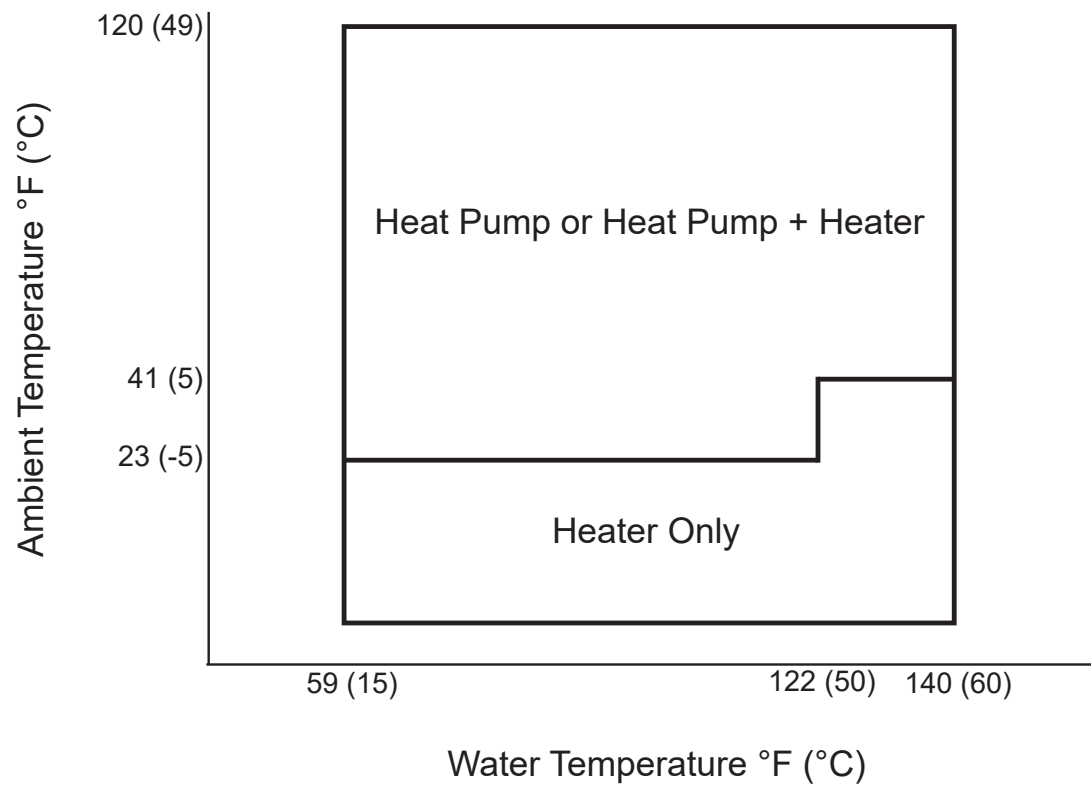 120 (49)
Ambient Temperature °F (°C)
Heat Pump or Heat Pump + Heater
41 (5)
23 (-5)
Heater Only
59 (15)
122 (50)
140 (60)
Water Temperature °F (°C)